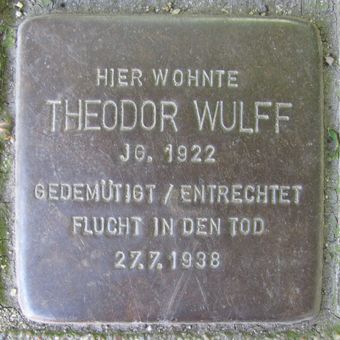 HIER WOHNTE
THEODOR WULFF
JG. 1922
GEDEMÜTIGT / ENTRECHTET
FLUCHT IN DEN TOD
27.7.1938